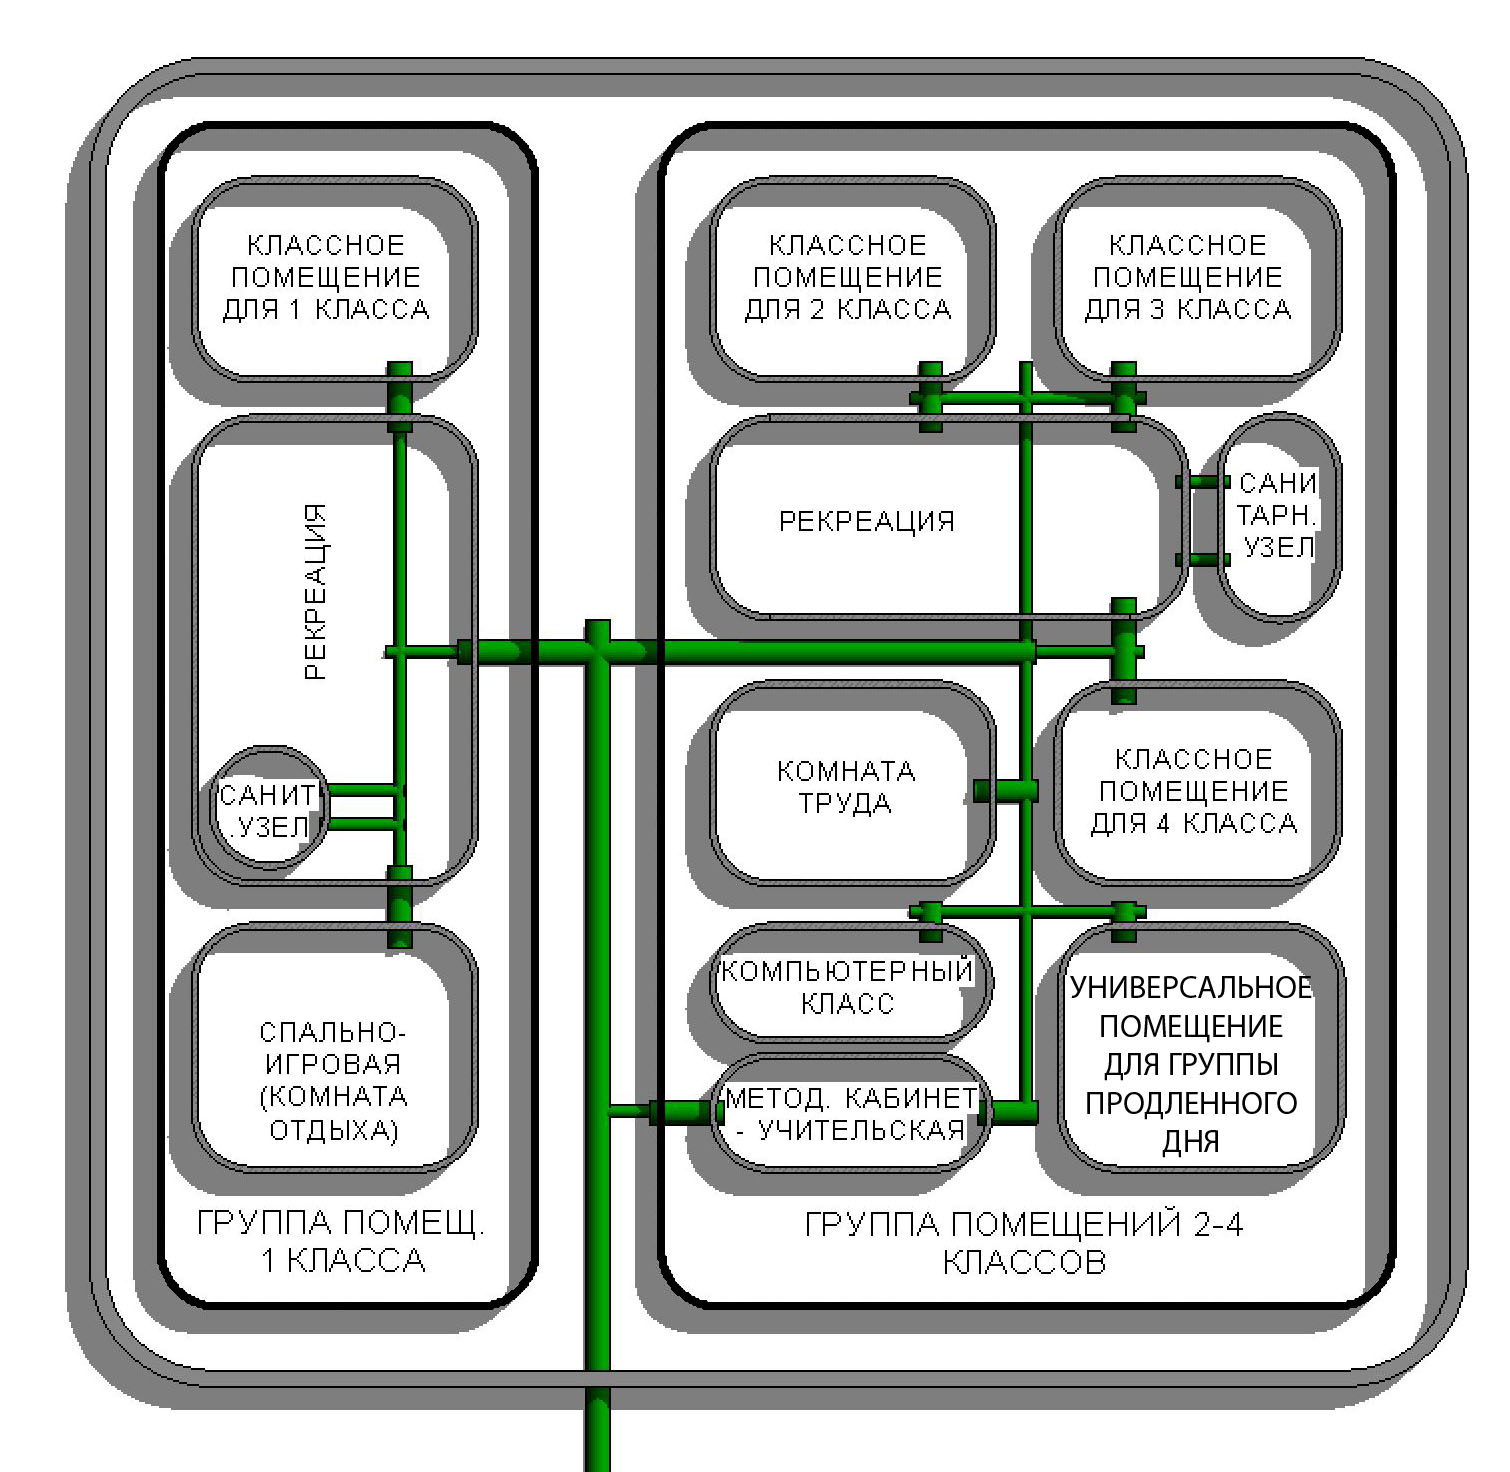 КЛАССНОЕ
ПОМЕЩЕНИЕ
ДЛЯ 1 КЛАССА
РЕКРЕАЦИЯ
САНИТ
.УЗЕЛ
СПАЛЬНО-
ИГРОВАЯ
(КОМНАТА
ОТДЫХА)
ГРУППА ПОМЕЩ.
1 КЛАССА
КЛАССНОЕ
ПОМЕЩЕНИЕ
ДЛЯ 2 КЛАССА
КЛАССНОЕ
ПОМЕЩЕНИЕ
ДЛЯ 3 КЛАССА
РЕКРЕАЦИЯ
САНИ
ТАРН.
УЗЕЛ
КОМНАТА
ТРУДА
КЛАССНОЕ
ПОМЕЩЕНИЕ
ДЛЯ 4 КЛАССА
КОМПЬЮТЕРНЫЙ
КЛАСС
МЕТОД. КАБИНЕТ
- УЧИТЕЛЬСКАЯ
УНИВЕРСАЛЬНОЕ
ПОМЕЩЕНИЕ
ДЛЯ ГРУППЫ
ПРОДЛЕННОГО
ДНЯ
ГРУППА ПОМЕЩЕНИЙ 2-4
КЛАССОВ